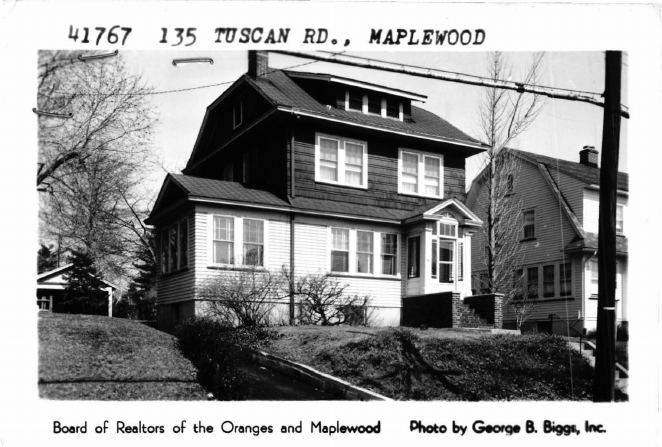 41767 135 TUSCAN RD., MAPLEWOOD
Board of Realtors of the Oranges and Maplewood Photo by George B. Biggs, Inc.